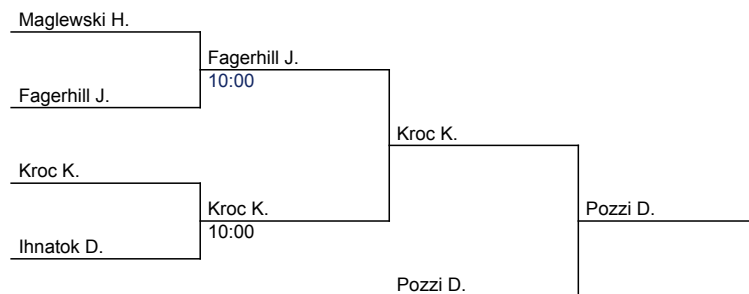 Maglewski H.
Fagerhill J.
10:00
Fagerhill J.
Kroc K.
Kroc K.
Kroc K.
10:00
Pozzi D.
Ihnatok D.
Pozzi D.